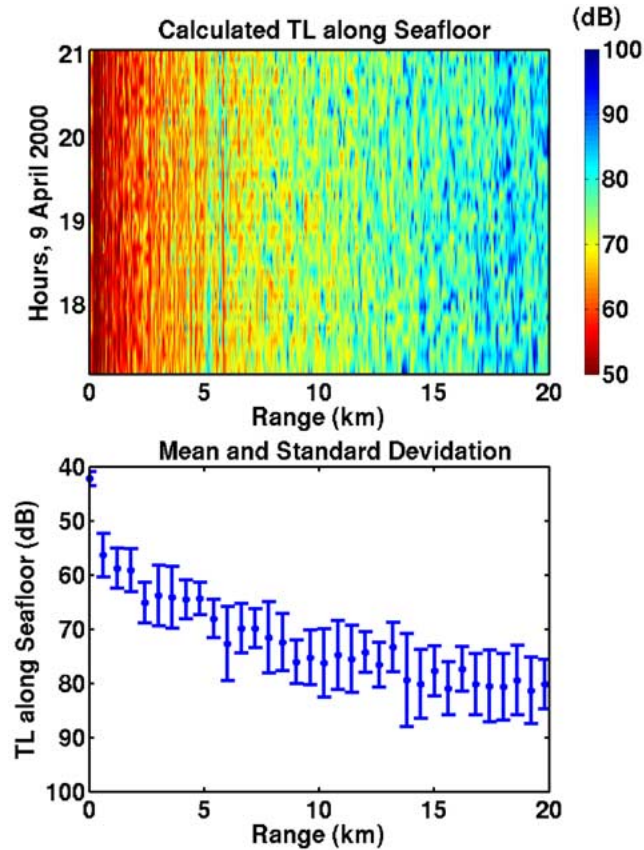 (dB)
Calculated TL along Seafloor
21
20
19
18
Hours, 9 April 2000
0 5 10 15 20
Range (km)
100
90
80
70
60
50
Mean and Standard Devidation
40
50
60
70
80
90
100
TL along Seafloor (dB)
0 5 10 15 20
Range (km)